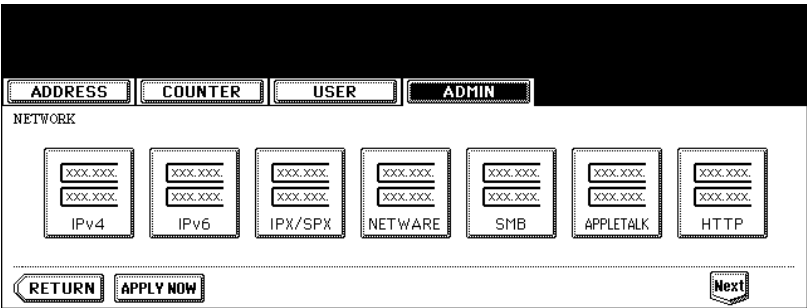 ADDRESS COUNTER USER ADMIN
NETWORK
XXX.XXX. XXX.XXX. XXX.XXX. XXX.XXX. XXX.XXX. XXX.XXX. XXX.XXX.
XXX.XXX. XXX.XXX. XXX.XXX. XXX.XXX. XXX.XXX. XXX.XXX. XXX.XXX.
IPv4 IPv6 IPX/SPX NETWARE SMB APPLETALK HTTP
RETURN APPLY NOW Next